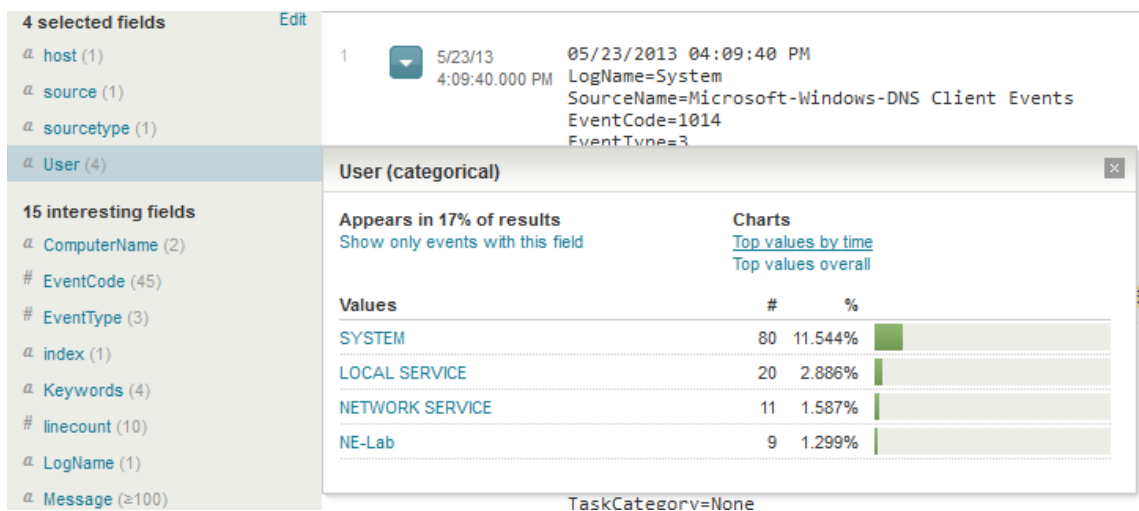 4 selected fields Edit
a host (1)
a source (1)
a sourcetype (1)
a User (4)
15 interesting fields
a ComputerName (2)
# EventCode (45)
# EventType (3)
a index (1)
a Keywords (4)
# linecount (10)
a LogName (1)
a Message (≥100)
1
5/23/13
4:09:40.000 PM
05/23/2013 04:09:40 PM
LogName=System
SourceName=Microsoft-Windows-DNS Client Events
EventCode=1014
EventType=3
User (categorical)
Appears in 17% of results
Show only events with this field
Charts
Top values by time
Top values overall
Values # %
SYSTEM 80 11.544%
LOCAL SERVICE 20 2.886%
NETWORK SERVICE 11 1.587%
NE-Lab 9 1.299%
TaskCategory=None